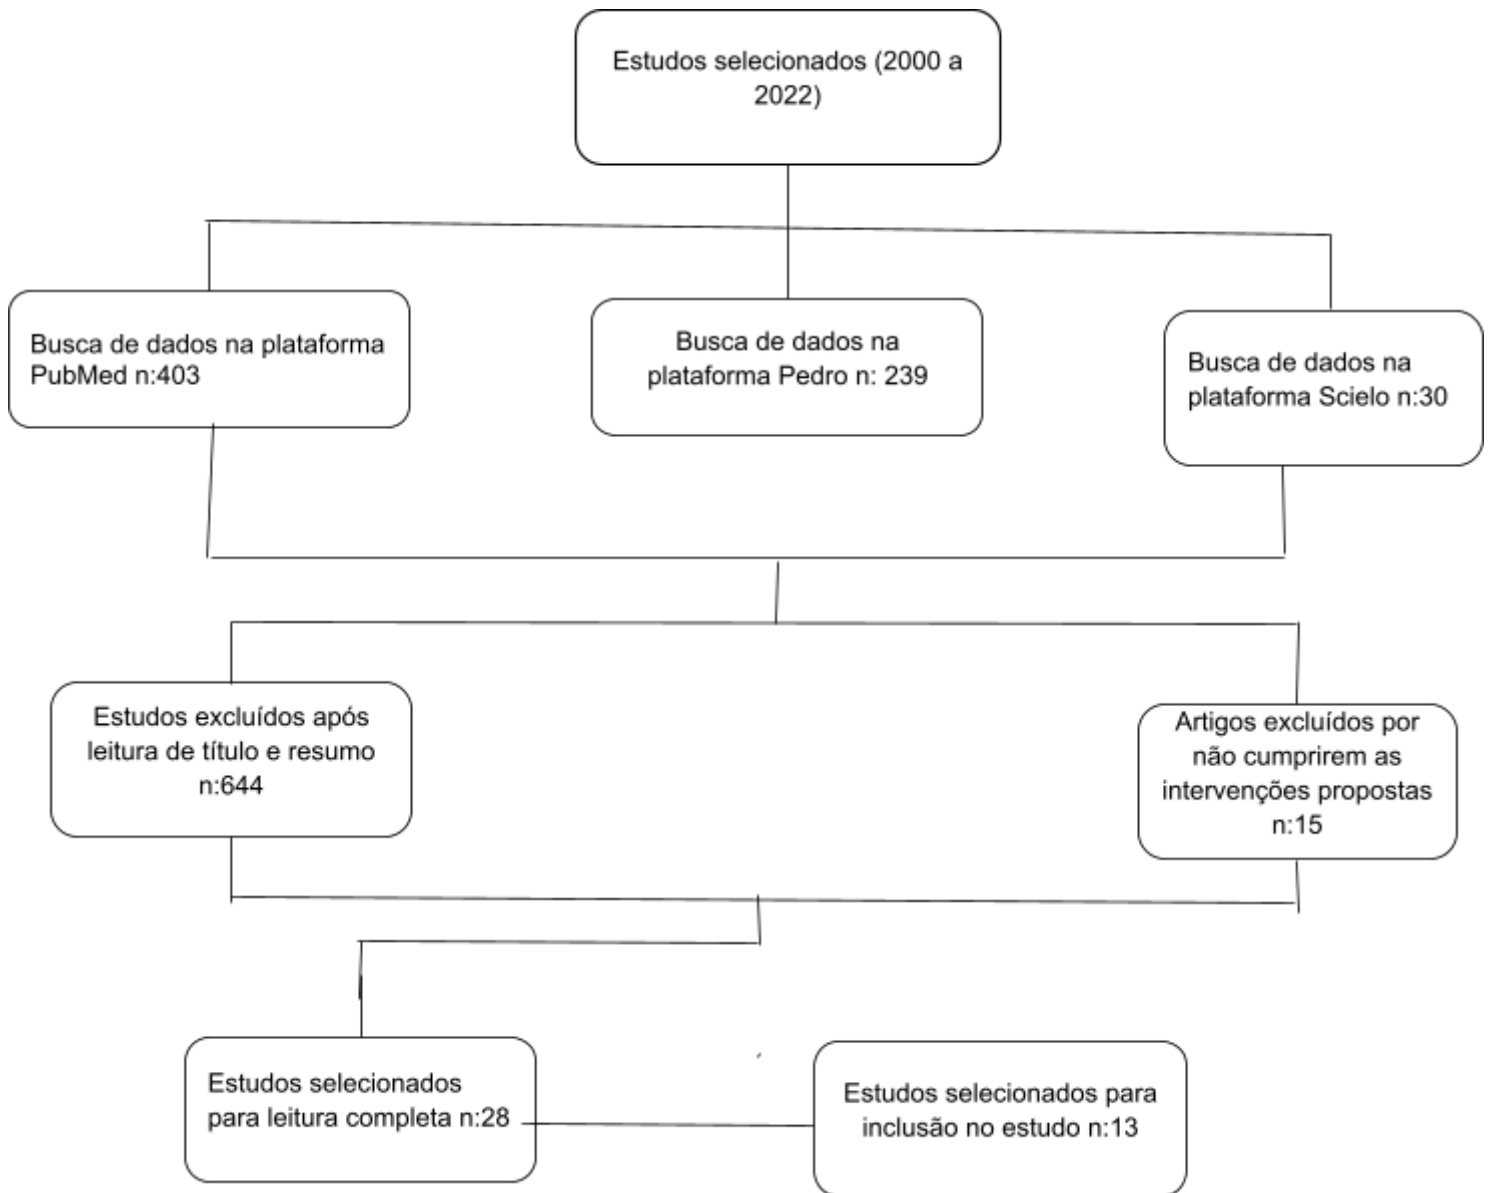 Estudos selecionados (2000 a
2022)
Busca de dados na plataforma
PubMed n:403
Busca de dados na
plataforma Pedro n: 239
Busca de dados na
plataforma Scielo n:30
Estudos excluídos após
leitura de título e resumo
n:644
Artigos excluídos por
não cumprirem as
intervenções propostas
n:15
Estudos selecionados
para leitura completa n:28
Estudos selecionados para
inclusão no estudo n:13